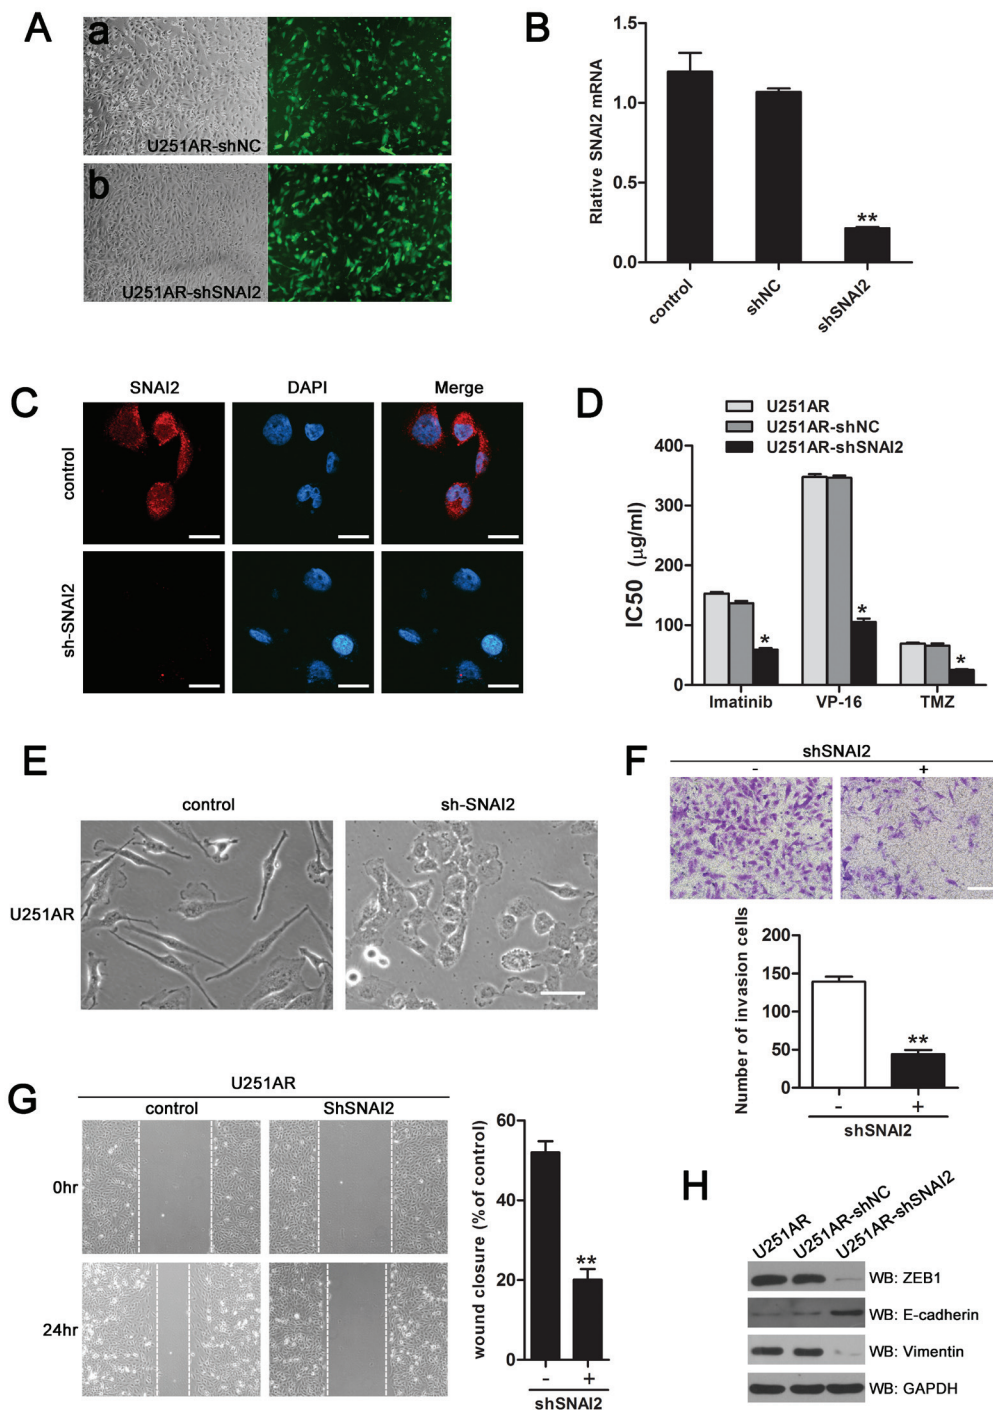 A
a
U251AR-shNC
b
U251AR-shSNAI2
B
Rlative SNAI2 mRNA
1.5
1.0
0.5
0.0
**
control
shNC
shSNAI2
C
SNAI2
DAPI
Merge
control
sh-SNAI2
D
U251AR
U251AR-shNC
U251AR-shSNAI2
IC50 (μg/ml)
400
300
200
100
0
*
*
*
Imatinib
VP-16
TMZ
E
control
sh-SNAI2
U251AR
F
shSNAI2
- +
Number of invasion cells
200
150
100
50
0
**
- +
shSNAI2
G
U251AR
control
ShSNAI2
0hr
24hr
wound closure (% of control)
60
40
20
0
**
- +
shSNAI2
H
U251AR
U251AR-shNC
U251AR-shSNAI2
WB: ZEB1
WB: E-cadherin
WB: Vimentin
WB: GAPDH